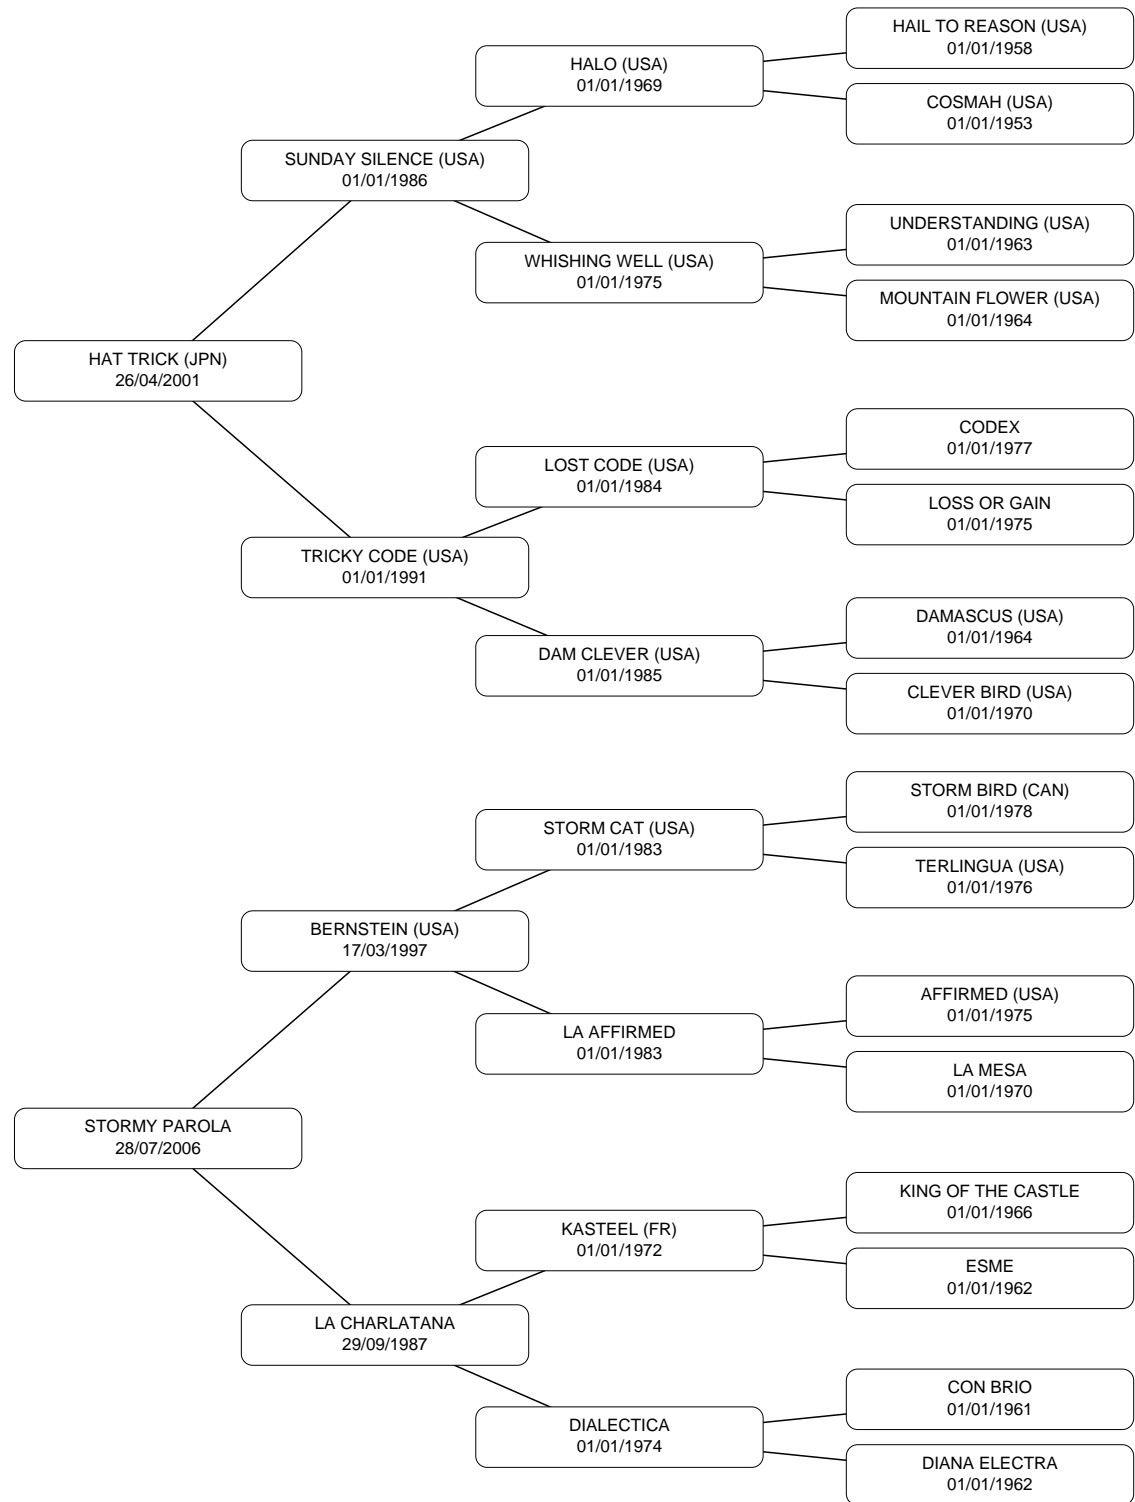 HAIL TO REASON (USA)
01/01/1958
HALO (USA)
01/01/1969
COSMAH (USA)
01/01/1953
SUNDAY SILENCE (USA)
01/01/1986
UNDERSTANDING (USA)
01/01/1963
WHISHING WELL (USA)
01/01/1975
MOUNTAIN FLOWER (USA)
01/01/1964
HAT TRICK (JPN)
26/04/2001
CODEX
01/01/1977
LOST CODE (USA)
01/01/1984
LOSS OR GAIN
01/01/1975
TRICKY CODE (USA)
01/01/1991
DAMASCUS (USA)
01/01/1964
DAM CLEVER (USA)
01/01/1985
CLEVER BIRD (USA)
01/01/1970
STORM BIRD (CAN)
01/01/1978
STORM CAT (USA)
01/01/1983
TERLINGUA (USA)
01/01/1976
BERNSTEIN (USA)
17/03/1997
AFFIRMED (USA)
01/01/1975
LA AFFIRMED
01/01/1983
LA MESA
01/01/1970
STORMY PAROLA
28/07/2006
KING OF THE CASTLE
01/01/1966
KASTEEL (FR)
01/01/1972
ESME
01/01/1962
LA CHARLATANA
29/09/1987
CON BRIO
01/01/1961
DIALECTICA
01/01/1974
DIANA ELECTRA
01/01/1962